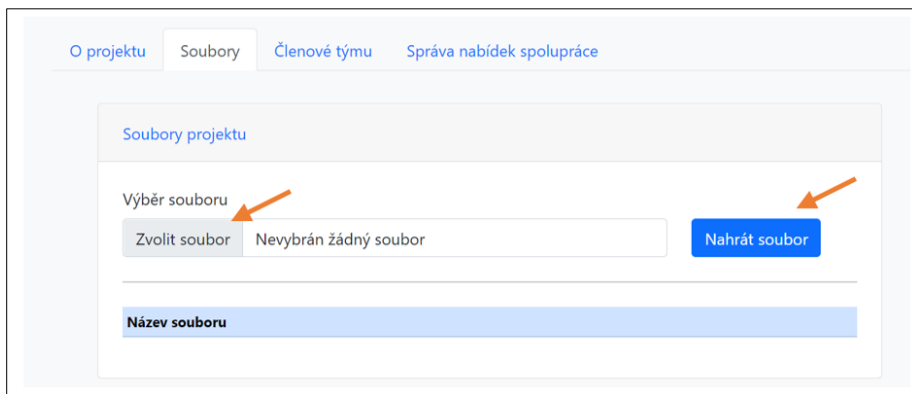 O projektu Soubory Členové týmu Správa nabídek spolupráce
Soubory projektu
Výběr souboru
Zvolit soubor Nevybrán žádný soubor Nahrát soubor
Název souboru